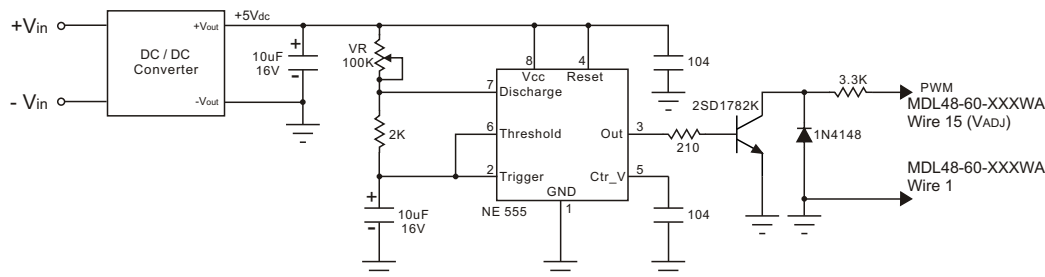 +Vin
- Vin
DC / DC
Converter
+Vout
-Vout
+5Vdc
+
10uF
16V
-
VR
100K
2K
+
10uF
16V
-
8
Vcc
4
Reset
7
Discharge
6
Threshold
2
Trigger
Out
3
Ctr_V
5
GND
1
NE 555
104
104
210
2SD1782K
1N4148
3.3K
PWM
MDL48-60-XXXWA
Wire 15 (VADJ)
MDL48-60-XXXWA
Wire 1